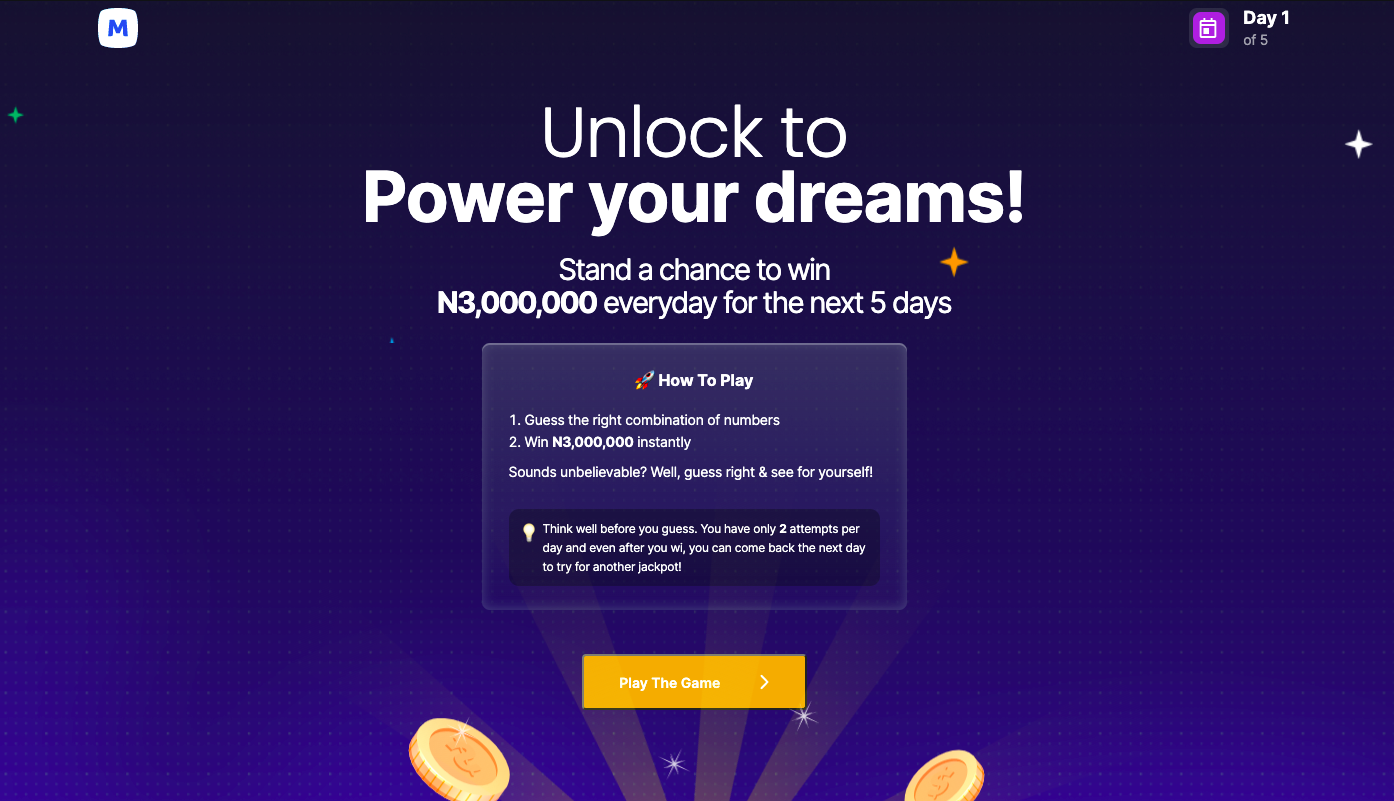 M
Day 1
of 5
Unlock to
Power your dreams!
Stand a chance to win
N3,000,000 everyday for the next 5 days
🚀 How To Play
1. Guess the right combination of numbers
2. Win N3,000,000 instantly
Sounds unbelievable? Well, guess right & see for yourself!
Think well before you guess. You have only 2 attempts per
day and even after you wi, you can come back the next day
to try for another jackpot!
Play The Game